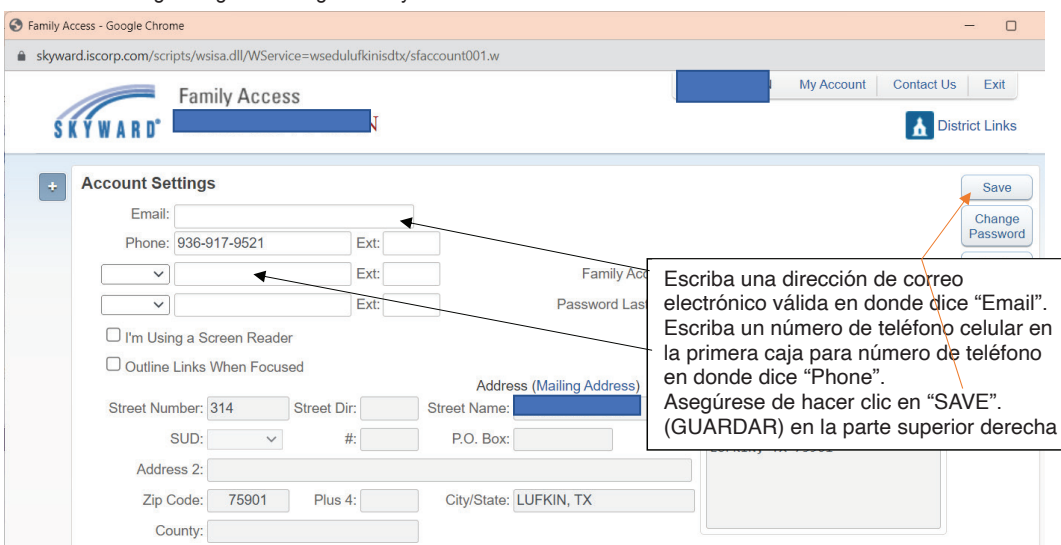 Family Access - Google Chrome
skyward.iscorp.com/scripts/wsisa.dll/WService=wsedulufkinisdtx/sfaccount001.w
My Account Contact Us Exit
Family Access
SKYWARD
District Links
Account Settings
Save
Email:
Change
Password
Phone: 936-917-9521 Ext:
Ext:
Ext: Password Last
I'm Using a Screen Reader
Outline Links When Focused
Escriba una dirección de correo
electrónico válida en donde dice “Email”.
Escriba un número de teléfono celular en
la primera caja para número de teléfono
en donde dice “Phone”.
Asegúrese de hacer clic en “SAVE”.
(GUARDAR) en la parte superior derecha
Address (Mailing Address)
Street Number: 314 Street Dir: Street Name:
SUD: #: P.O. Box:
Address 2:
Zip Code: 75901 Plus 4: City/State: LUFKIN, TX
County: